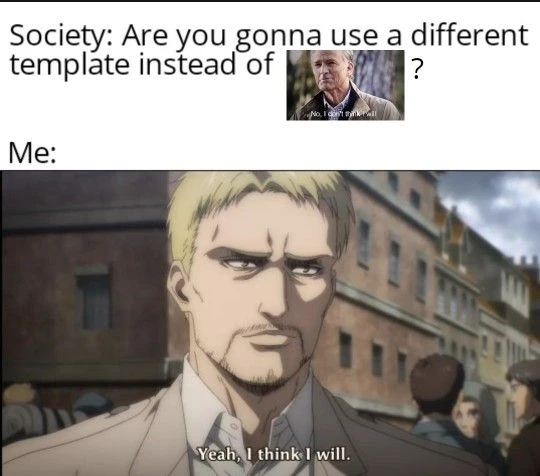 Society: Are you gonna use a different
template instead of
No, I don't think I will
?
Me:
Yeah, I think I will.